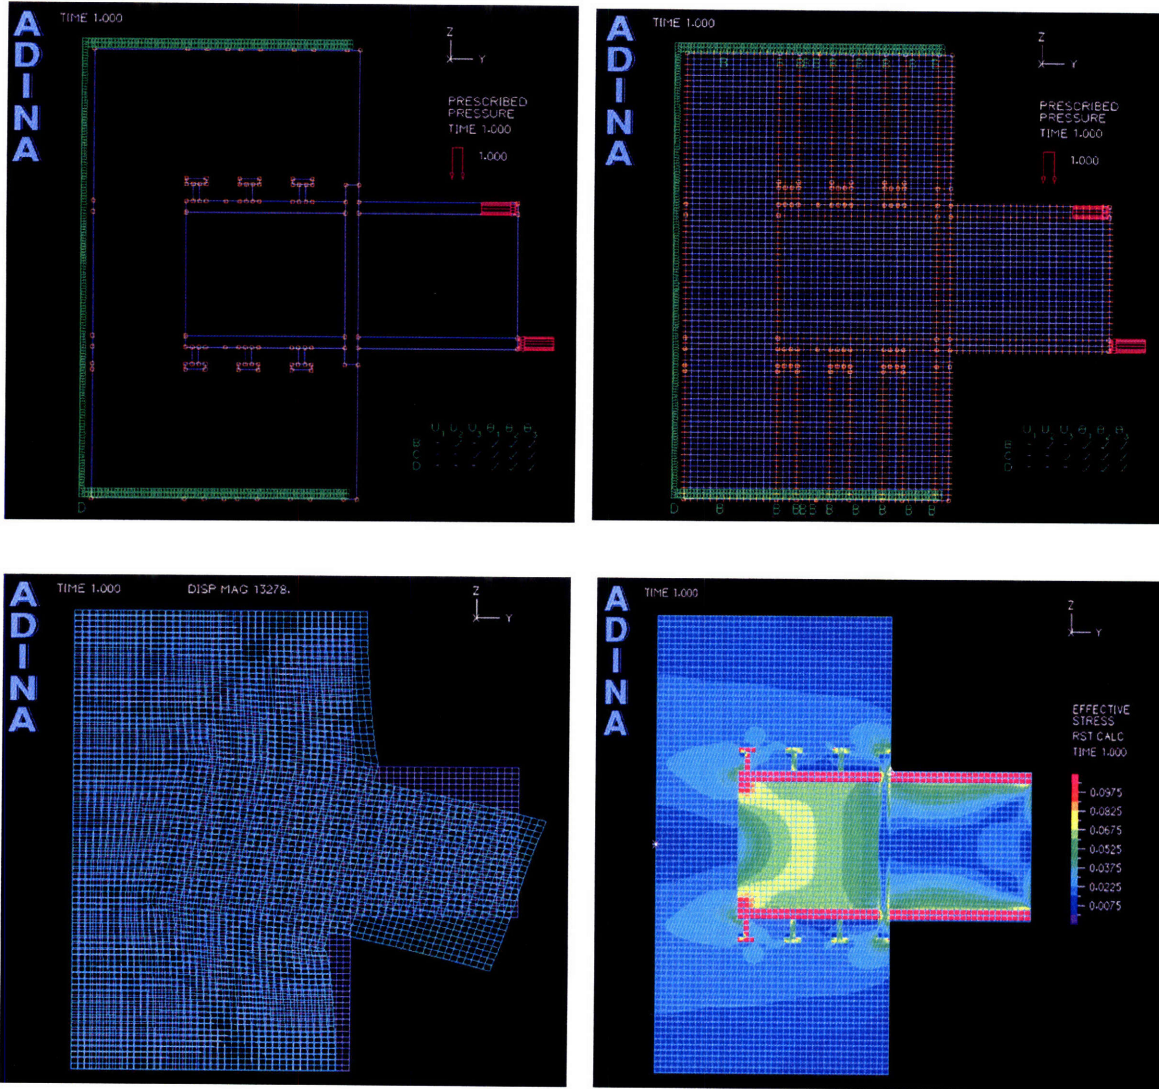 ADINA
TIME 1.000
Z
Y
PRESCRIBED
PRESSURE
TIME 1.000
1.000
D
ADINA
TIME 1.000
Z
Y
PRESCRIBED
PRESSURE
TIME 1.000
1.000
D
ADINA
TIME 1.000
DISP MAG 13278.
Z
Y
ADINA
TIME 1.000
Z
Y
EFFECTIVE
STRESS
RST CALC
TIME 1.000
0.0975
0.0825
0.0675
0.0525
0.0375
0.0225
0.0075